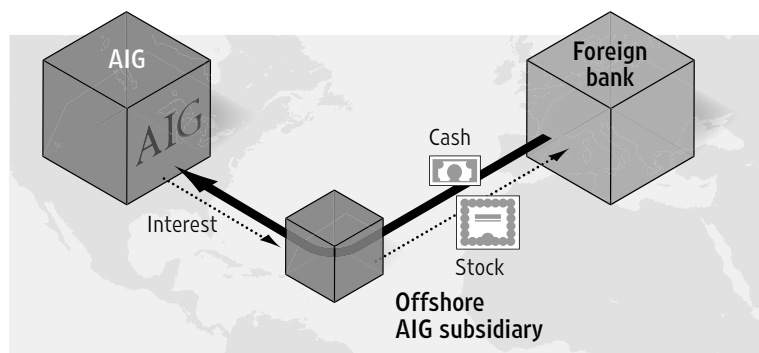 AIG
AIG
Foreign
bank
Cash
Interest
Stock
Offshore
AIG subsidiary